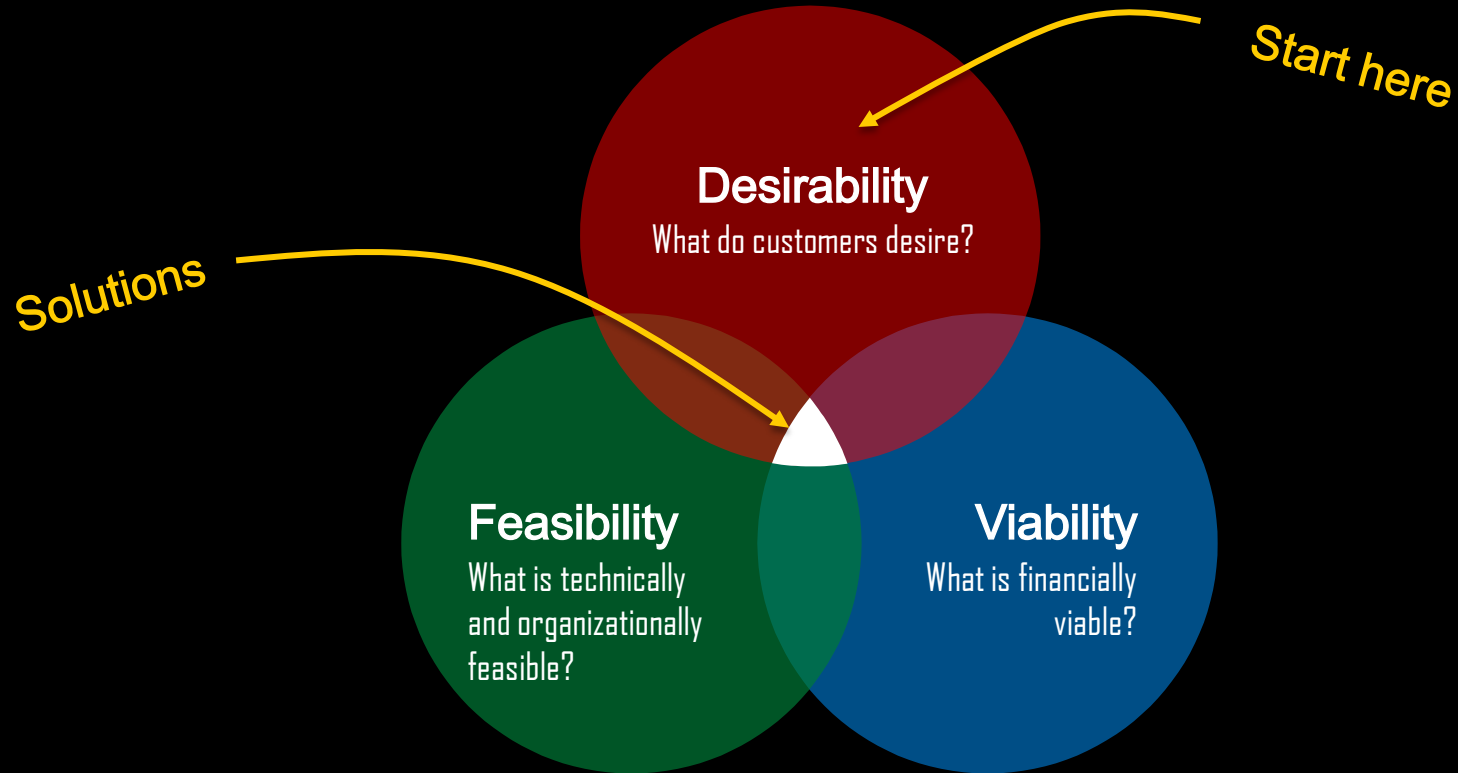 Start here
Desirability
What do customers desire?
Solutions
Feasibility
What is technically
and organizationally
feasible?
Viability
What is financially
viable?